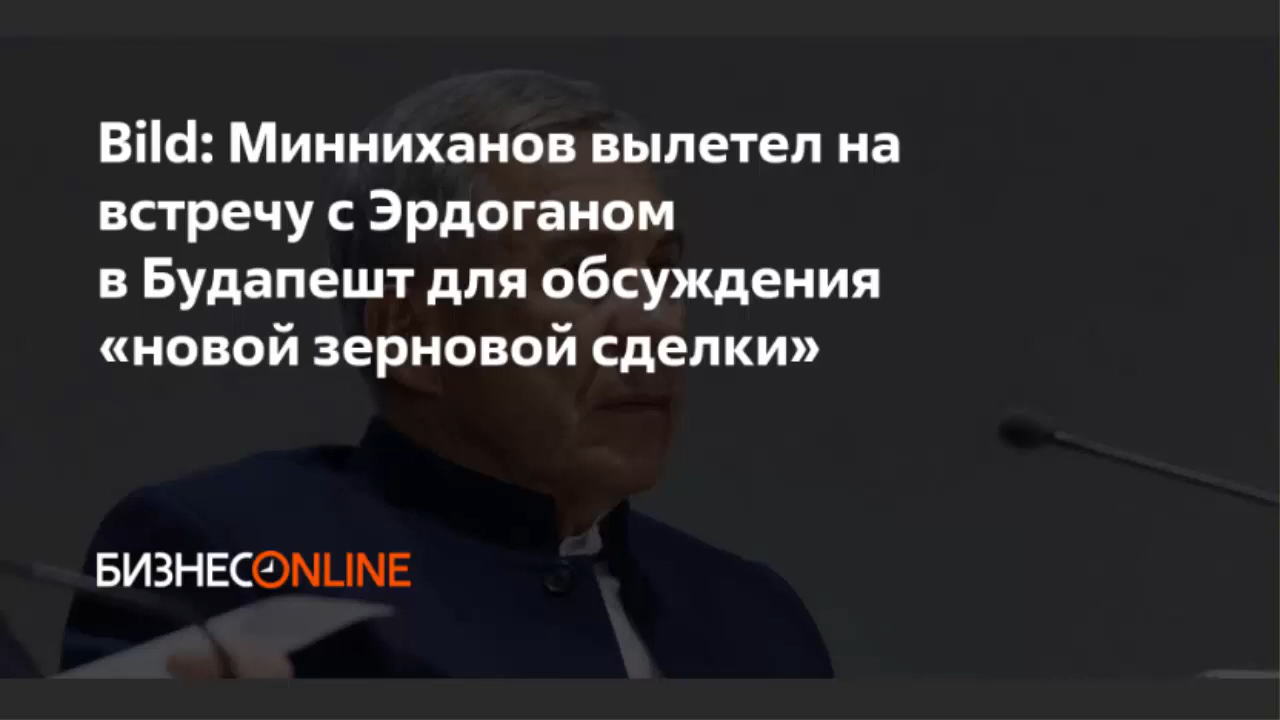 Bild: Минниханов вылетел на
встречу с Эрдоганом
в Будапешт для обсуждения
«новой зерновой сделки»
БИЗНЕСONLINE